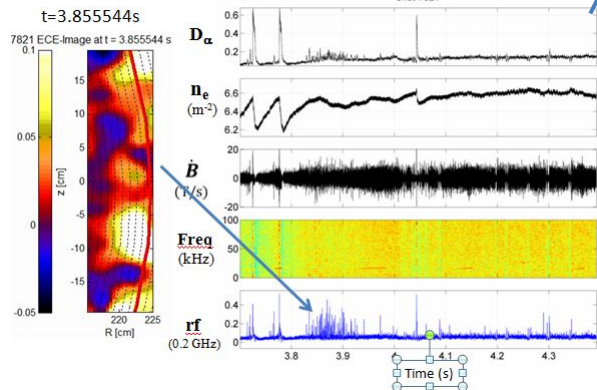 t=3.855544s
7821 ECE-Image at t = 3.855544 s
0.1
0.05
0
-0.05
15
10
5
0
-5
-10
-15
z [cm]
220 225
R [cm]
Dα
0.6
0.4
0.2
0
ne
(m-2)
6.6
6.4
6.2
Ḃ
(T/s)
20
0
-20
Freq
(kHz)
100
50
0
rf
(0.2 GHz)
0.4
0.2
0
3.8 3.9 4 4.1 4.2 4.3
Time (s)